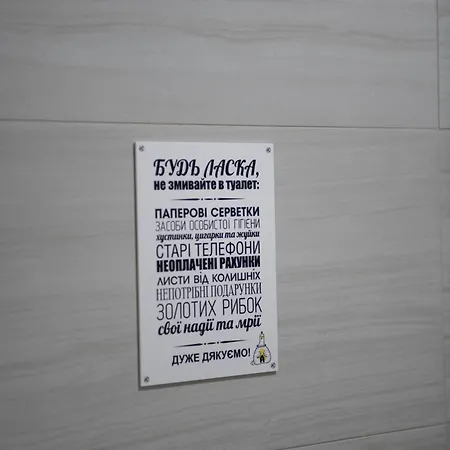 БУДЬ ЛАСКА,
не змивайте в туалет:
ПАПЕРОВІ СЕРВЕТКИ
ЗАСОБИ ОСОБИСТОЇ ГІГІЄНИ
хустинки, цигарки та жуйки
СТАРІ ТЕЛЕФОНИ
НЕОПЛАЧЕНІ РАХУНКИ
ЛИСТИ ВІД КОЛИШНІХ
НЕПОТРІБНІ ПОДАРУНКИ
ЗОЛОТИХ РИБОК
свої надії та мрії
ДУЖЕ ДЯКУЄМО!